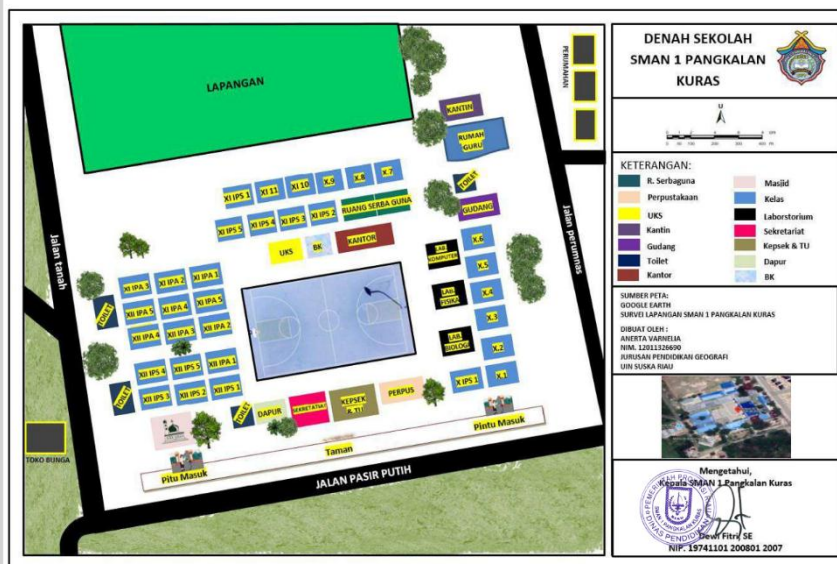 DENAH SEKOLAH
SMAN 1 PANGKALAN
KURAS
U
KETERANGAN:
R. Serbaguna
Perpustakaan
UKS
Kantin
Gudang
Toilet
Kantor
Masjid
Kelas
Laborstorium
Sekretariat
Kepsek & TU
Dapur
BK
SUMBER PETA:
GOOGLE EARTH
SURVEI LAPANGAN SMAN 1 PANGKALAN KURAS
DIBUAT OLEH :
ANERTA VARNELIA
NIM. 12011326690
JURUSAN PENDIDIKAN GEOGRAFI
UIN SUSKA RIAU
Mengetahui,
Kepala SMAN 1 Pangkalan Kuras
Dewi Fitri, SE
NIP. 19741101 200801 2007
LAPANGAN
PERUMAHAN
KANTIN
RUMAH
GURU
TOILET
GUDANG
XI IPS 1
XI 11
XI 10
X.9
X.8
X.7
XI IPS 5
XI IPS 4
XI IPS 3
XI IPS 2
RUANG SERBA GUNA
UKS
BK
KANTOR
LAB.
KOMPUTER
LAB.
FISIKA
LAB.
BIOLOGI
X.6
X.5
X.4
X.3
X.2
X.1
X IPS 1
XI IPA 3
XI IPA 2
XI IPA 1
XII IPA 5
XI IPA 4
XI IPA 5
XII IPA 4
XII IPA 3
XII IPA 2
XII IPS 4
XII IPS 5
XII IPA 1
XII IPS 3
XII IPS 2
XII IPS 1
TOILET
TOILET
TOILET
DAPUR
SEKRETARIAT
KEPSEK
& TU
PERPUS
Taman
Pitu Masuk
Pintu Masuk
JALAN PASIR PUTIH
Jalan tanah
Jalan perumnas
TOKO BUNGA